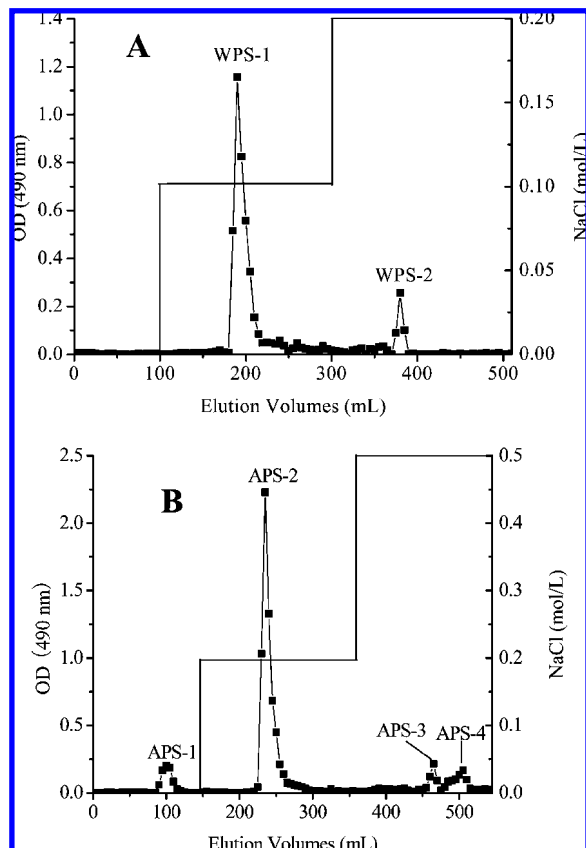 A
WPS-1
WPS-2
1.4
1.2
1.0
0.8
0.6
0.4
0.2
0.0
OD (490 nm)
0.20
0.15
0.10
0.05
0.00
NaCl (mol/L)
0 100 200 300 400 500
Elution Volumes (mL)
B
APS-1
APS-2
APS-3
APS-4
2.5
2.0
1.5
1.0
0.5
0.0
OD (490 nm)
0.5
0.4
0.3
0.2
0.1
0.0
NaCl (mol/L)
0 100 200 300 400 500
Elution Volumes (mL)